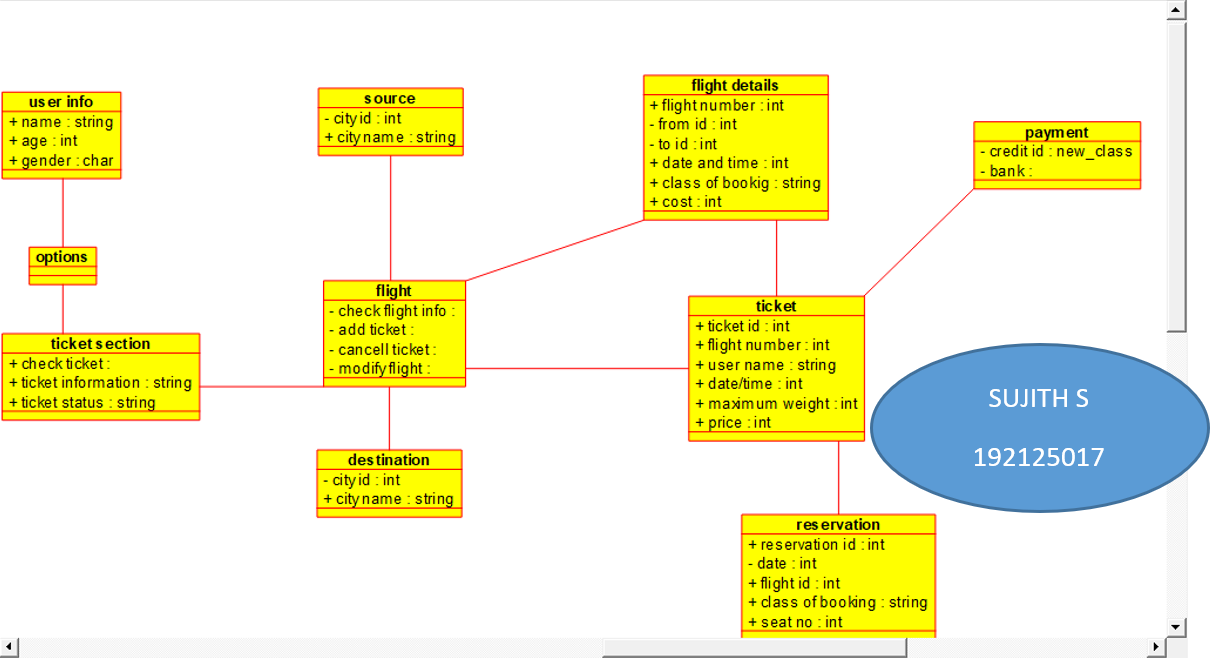 user info
+ name : string
+ age : int
+ gender : char
source
- city id : int
+ city name : string
flight details
+ flight number : int
- from id : int
- to id : int
+ date and time : int
+ class of bookig : string
+ cost : int
payment
- credit id : new_class
- bank :
options
ticket section
+ check ticket :
+ ticket information : string
+ ticket status : string
flight
- check flight info :
- add ticket :
- cancell ticket :
- modify flight :
ticket
+ ticket id : int
+ flight number : int
+ user name : string
+ date/time : int
+ maximum weight : int
+ price : int
SUJITH S
192125017
destination
- city id : int
+ city name : string
reservation
+ reservation id : int
- date : int
+ flight id : int
+ class of booking : string
+ seat no : int